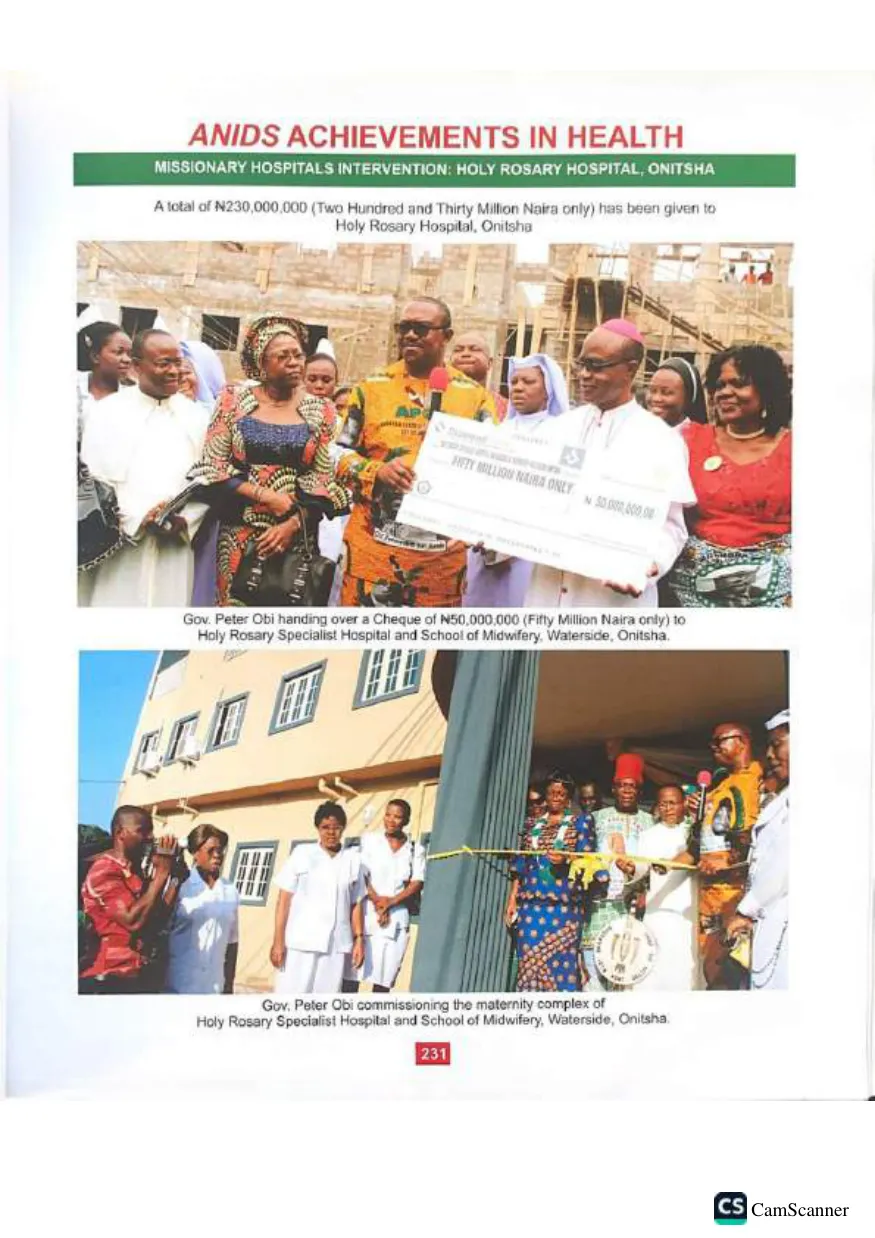 ANIDS ACHIEVEMENTS IN HEALTH
MISSIONARY HOSPITALS INTERVENTION: HOLY ROSARY HOSPITAL, ONITSHA
A total of ₦230,000,000 (Two Hundred and Thirty Million Naira only) has been given to
Holy Rosary Hospital, Onitsha
APG
FIFTY MILLION NAIRA ONLY
N 50,000,000.00
Gov. Peter Obi handing over a Cheque of ₦50,000,000 (Fifty Million Naira only) to
Holy Rosary Specialist Hospital and School of Midwifery, Waterside, Onitsha.
Gov. Peter Obi commissioning the maternity complex of
Holy Rosary Specialist Hospital and School of Midwifery, Waterside, Onitsha.
231
CS CamScanner